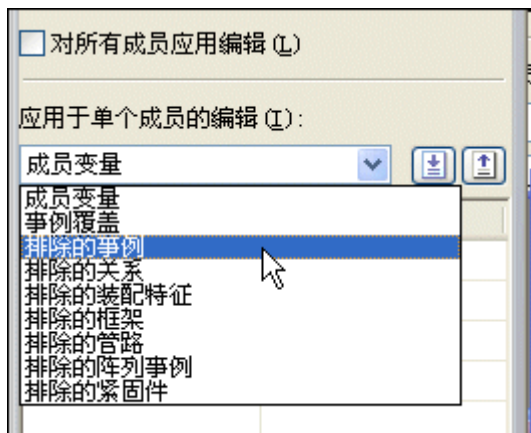 对所有成员应用编辑(L)
应用于单个成员的编辑(I):
成员变量
成员变量
事例覆盖
排除的事例
排除的关系
排除的装配特征
排除的框架
排除的管路
排除的阵列事例
排除的紧固件